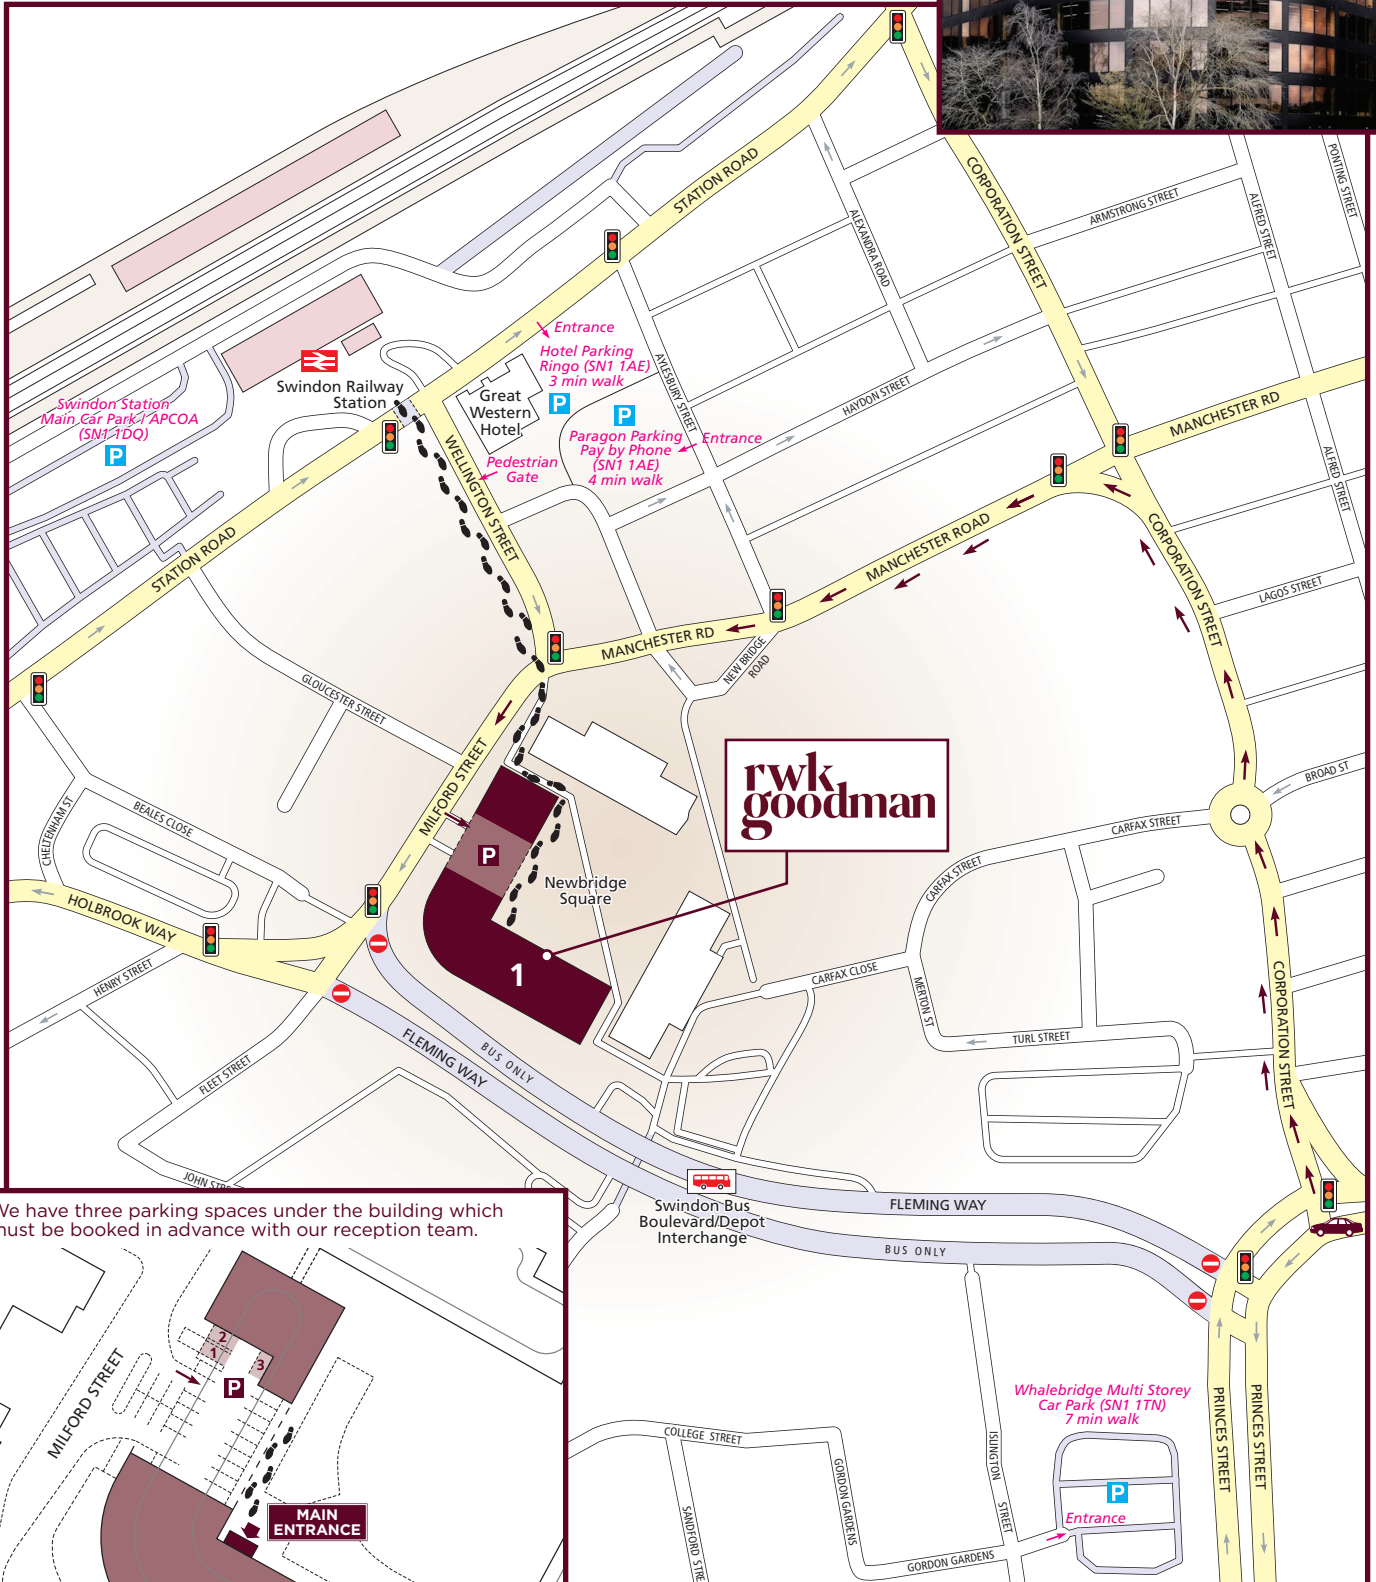 STATION ROAD
CORPORATION STREET
PONTING STREET
ARMSTRONG STREET
ALFRED STREET
ALEXANDRA ROAD
Entrance
Hotel Parking
Ringo (SN1 1AE)
3 min walk
P
Swindon Railway
Station
Great
Western
Hotel
AYLESBURY STREET
HAYDON STREET
MANCHESTER RD
Swindon Station
Main Car Park / APCOA
(SN1 1DQ)
P
P
Paragon Parking
Pay by Phone
(SN1 1AE)
4 min walk
Entrance
Pedestrian
Gate
WELLINGTON STREET
ALFRED STREET
STATION ROAD
MANCHESTER ROAD
CORPORATION STREET
LAGOS STREET
MANCHESTER RD
NEW BRIDGE
ROAD
GLOUCESTER STREET
MILFORD STREET
rwk
goodman
BROAD ST
CARFAX STREET
CHELTENHAM ST
BEALES CLOSE
P
Newbridge
Square
CARFAX STREET
HOLBROOK WAY
HENRY STREET
1
CARFAX CLOSE
MERTON ST
CORPORATION STREET
TURL STREET
FLEMING WAY
BUS ONLY
FLEET STREET
JOHN STR
Swindon Bus
Boulevard/Depot
Interchange
FLEMING WAY
BUS ONLY
We have three parking spaces under the building which
must be booked in advance with our reception team.
2
1
3
P
MILFORD STREET
MAIN
ENTRANCE
Whalebridge Multi Storey
Car Park (SN1 1TN)
7 min walk
P
Entrance
COLLEGE STREET
SANDFORD STRE
GORDON GARDENS
GORDON GARDENS
ISLINGTON STREET
PRINCES STREET
PRINCES STREET